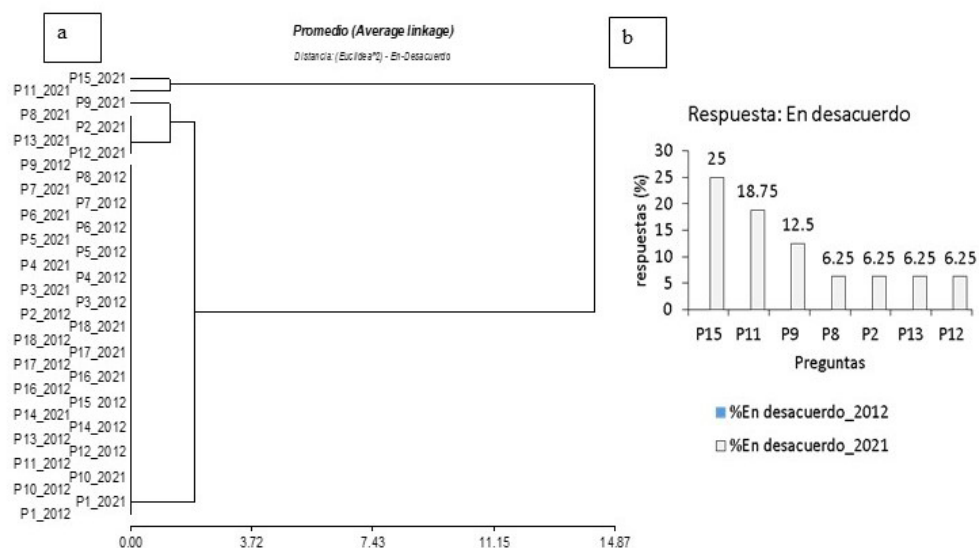 a
Promedio (Average linkage)
Distancia: (Euclidea^2) - En-Desacuerdo
b
P15_2021
P11_2021
P9_2021
P8_2021
P2_2021
P13_2021
P12_2021
P9_2012
P8_2012
P7_2021
P7_2012
P6_2021
P6_2012
P5_2021
P5_2012
P4_2021
P4_2012
P3_2021
P3_2012
P2_2012
P18_2021
P18_2012
P17_2021
P17_2012
P16_2021
P16_2012
P15_2012
P14_2021
P14_2012
P13_2012
P12_2012
P11_2012
P10_2021
P10_2012
P1_2021
P1_2012
0.00 3.72 7.43 11.15 14.87
Respuesta: En desacuerdo
respuestas (%)
30
25
20
15
10
5
0
25
18.75
12.5
6.25 6.25 6.25 6.25
P15 P11 P9 P8 P2 P13 P12
Preguntas
%En desacuerdo_2012
%En desacuerdo_2021